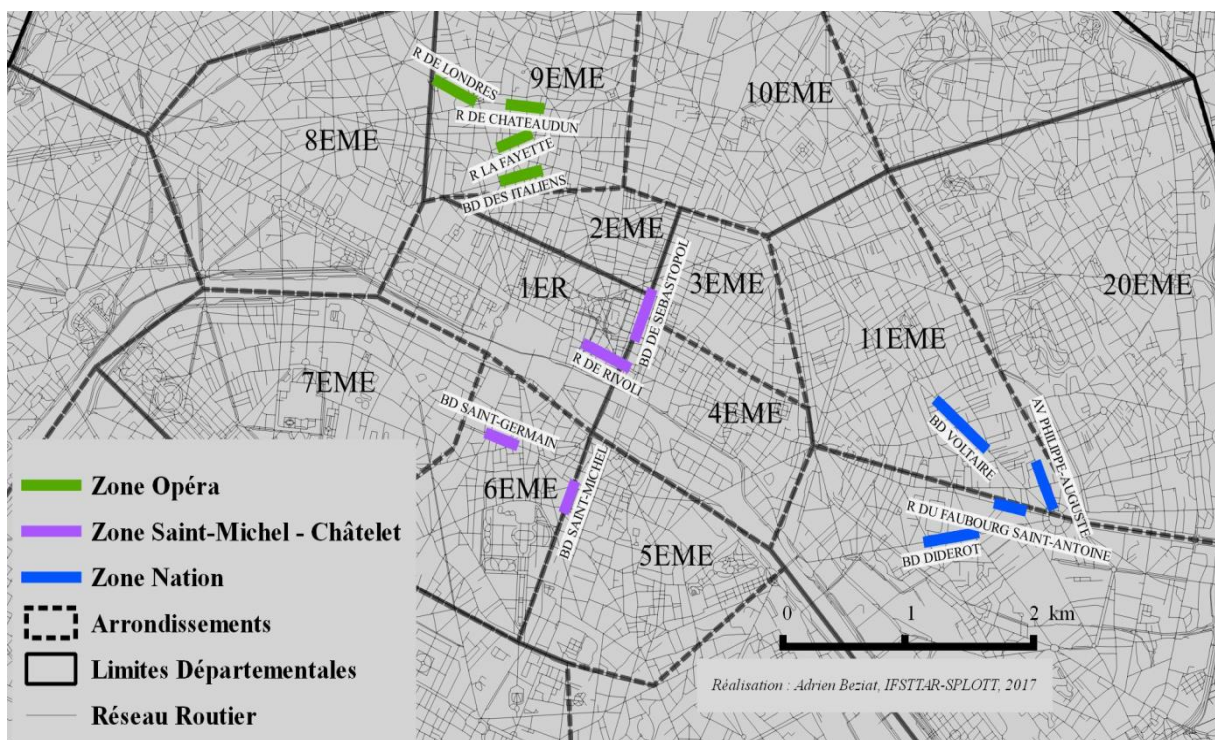 R DE LONDRES
9EME
10EME
R DE CHATEAUDUN
8EME
R LA FAYETTE
BD DES ITALIENS
2EME
BD DE SEBASTOPOL
3EME
1ER
20EME
11EME
R DE RIVOLI
7EME
4EME
BD SAINT-GERMAIN
BD VOLTAIRE
AV PHILIPPE-AUGUSTE
6EME
BD SAINT-MICHEL
R DU FAUBOURG SAINT-ANTOINE
BD DIDEROT
5EME
Zone Opéra
Zone Saint-Michel - Châtelet
Zone Nation
Arrondissements
Limites Départementales
Réseau Routier
0 1 2 km
Réalisation : Adrien Beziat, IFSTTAR-SPLOTT, 2017